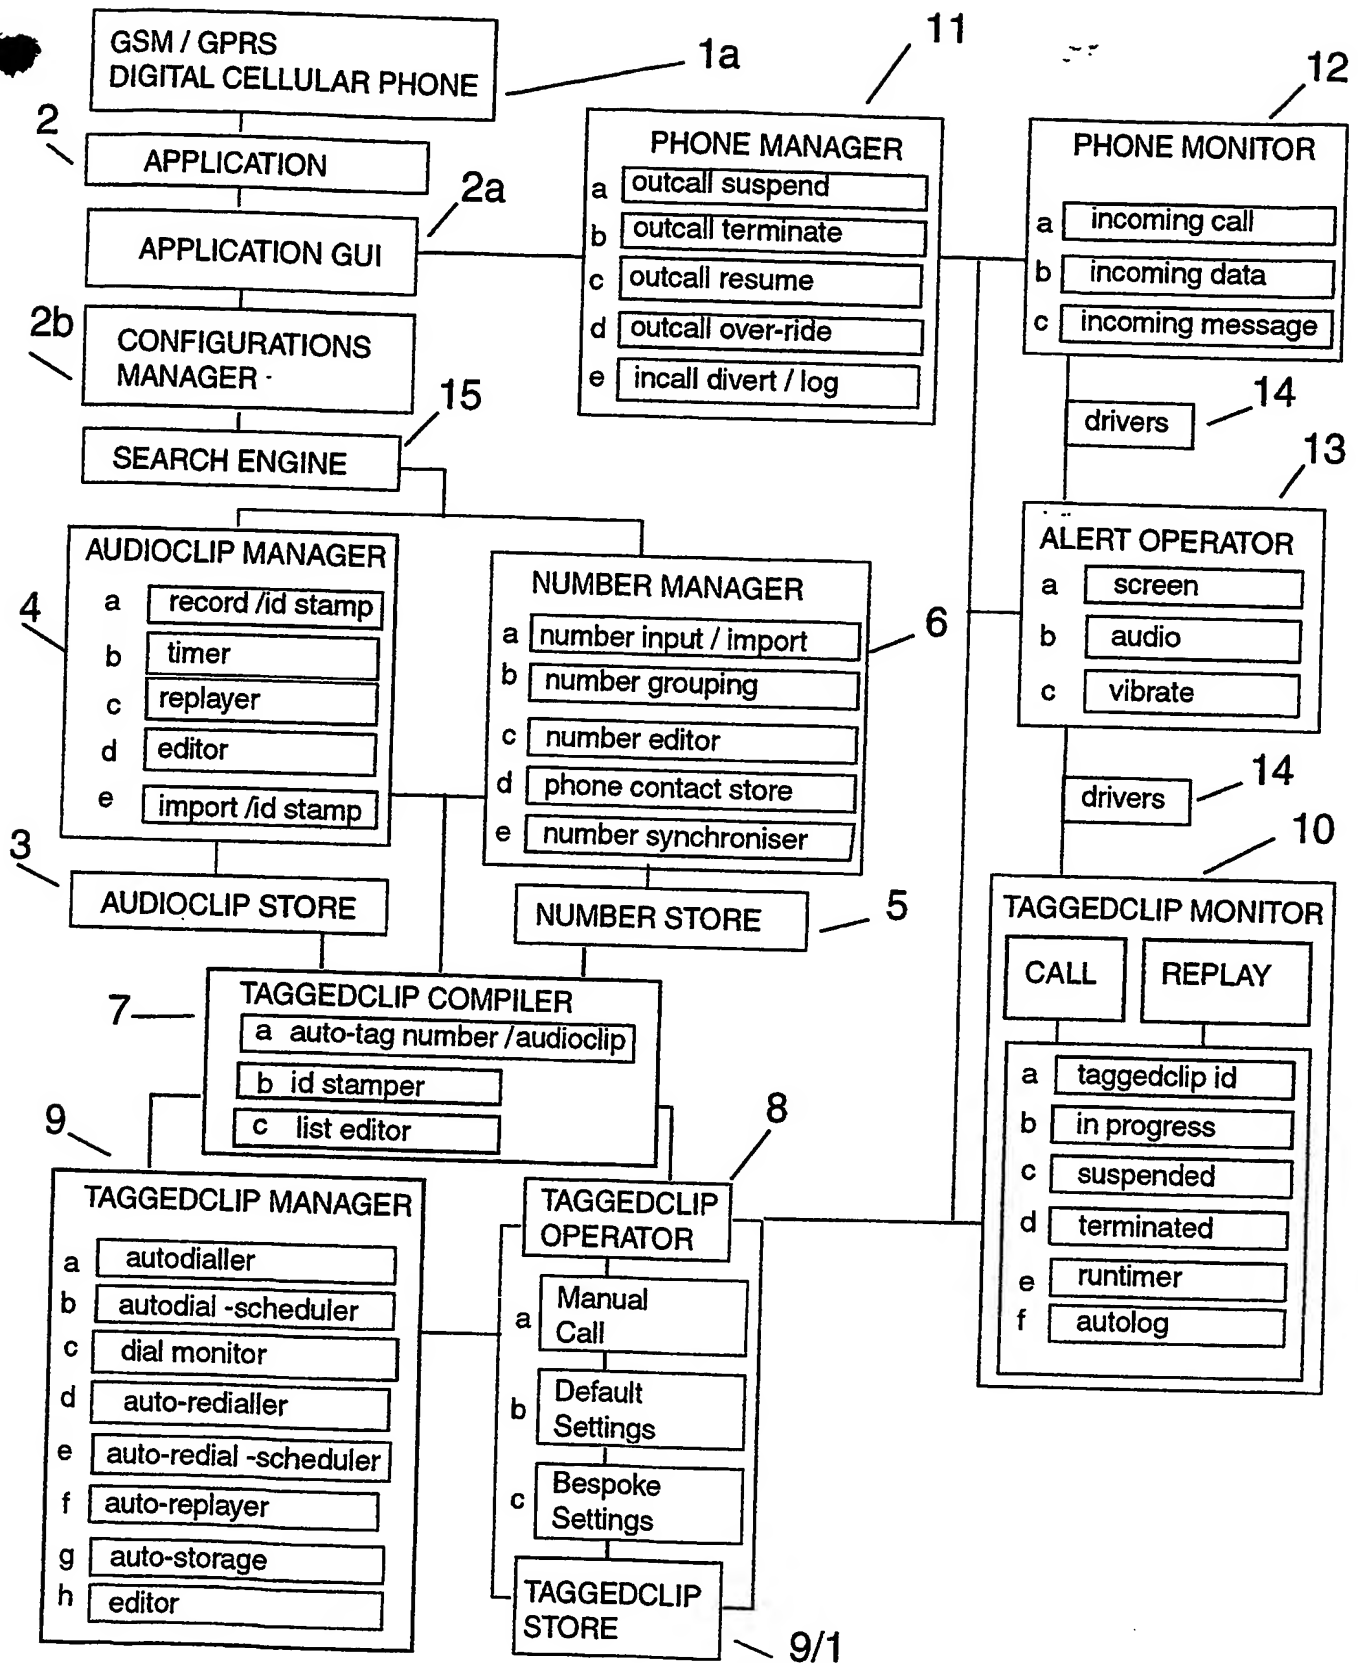 GSM / GPRS
DIGITAL CELLULAR PHONE
1a
2
APPLICATION
2a
APPLICATION GUI
2b
CONFIGURATIONS
MANAGER
15
SEARCH ENGINE
11
PHONE MANAGER
a outcall suspend
b outcall terminate
c outcall resume
d outcall over-ride
e incall divert / log
12
PHONE MONITOR
a incoming call
b incoming data
c incoming message
drivers
14
13
ALERT OPERATOR
a screen
b audio
c vibrate
drivers
14
4
AUDIOCLIP MANAGER
a record /id stamp
b timer
c replayer
d editor
e import /id stamp
3
AUDIOCLIP STORE
6
NUMBER MANAGER
a number input / import
b number grouping
c number editor
d phone contact store
e number synchroniser
NUMBER STORE
5
7
TAGGEDCLIP COMPILER
a auto-tag number /audioclip
b id stamper
c list editor
9
TAGGEDCLIP MANAGER
a autodialler
b autodial -scheduler
c dial monitor
d auto-redialler
e auto-redial -scheduler
f auto-replayer
g auto-storage
h editor
8
TAGGEDCLIP
OPERATOR
a Manual
Call
b Default
Settings
c Bespoke
Settings
TAGGEDCLIP
STORE
9/1
10
TAGGEDCLIP MONITOR
CALL
REPLAY
a taggedclip id
b in progress
c suspended
d terminated
e runtimer
f autolog